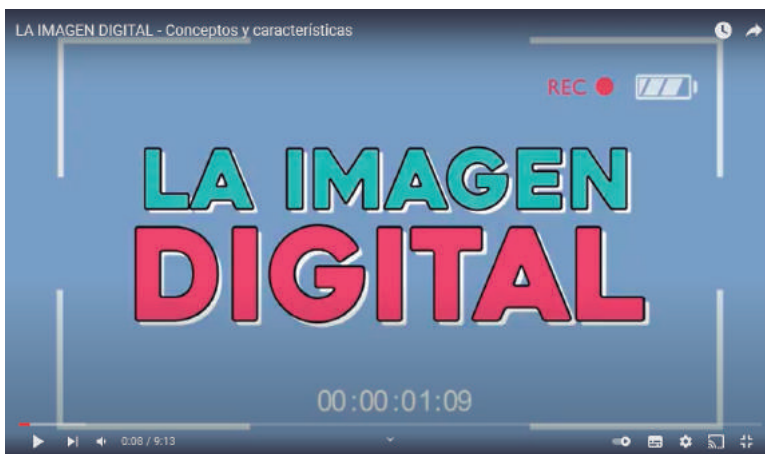 LA IMAGEN DIGITAL - Conceptos y características
REC
LA IMAGEN
DIGITAL
00:00:01:09
0:08 / 9:13